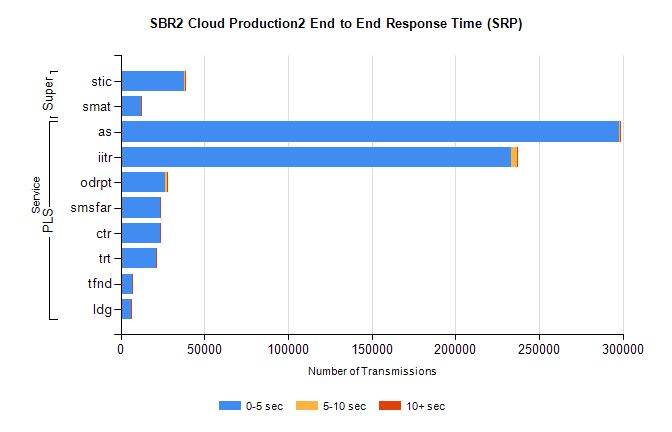 SBR2 Cloud Production2 End to End Response Time (SRP)
Super
stic
smat
Service
PLS
as
iitr
odrpt
smsfar
ctr
trt
tfnd
ldg
0 50000 100000 150000 200000 250000 300000
Number of Transmissions
0-5 sec 5-10 sec 10+ sec